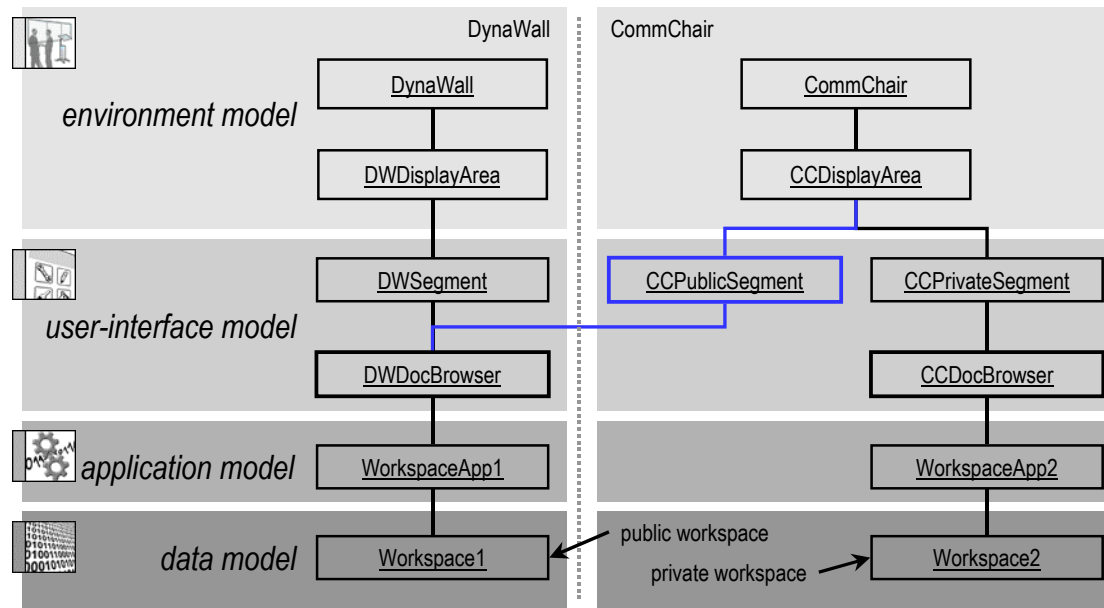 DynaWall
CommChair
DynaWall
CommChair
environment model
DWDisplayArea
CCDisplayArea
DWSegment
CCPublicSegment
CCPrivateSegment
user-interface model
DWDocBrowser
CCDocBrowser
application model
WorkspaceApp1
WorkspaceApp2
public workspace
data model
Workspace1
Workspace2
private workspace